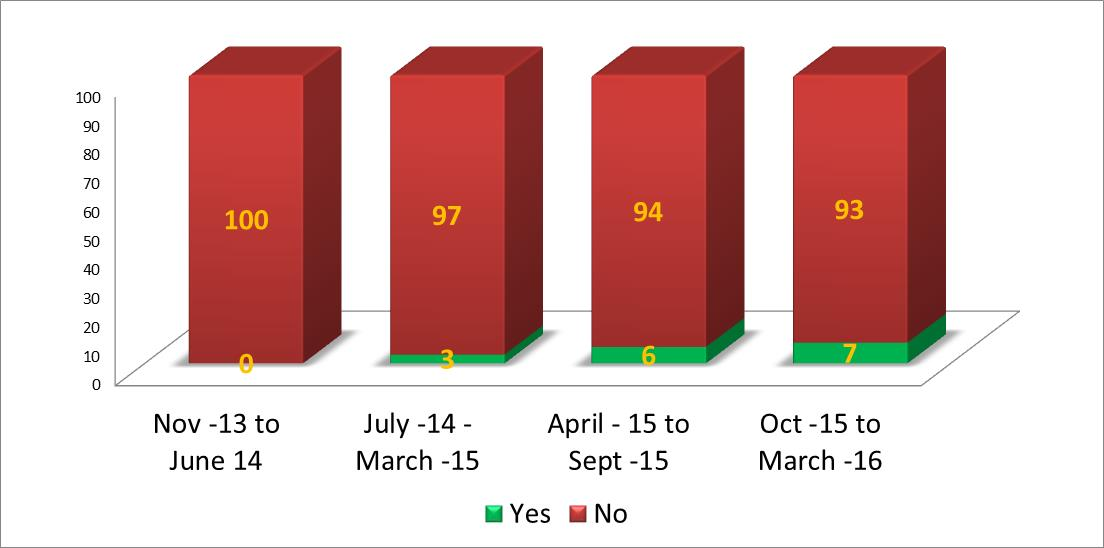 100
90
80
70
60
50
40
30
20
10
0
100
97
94
93
0
3
6
7
Nov -13 to
June 14
July -14 -
March -15
April - 15 to
Sept -15
Oct -15 to
March -16
Yes
No